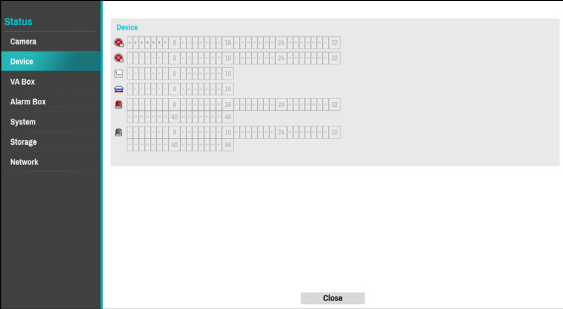 Status
Camera
Device
VA Box
Alarm Box
System
Storage
Network
Device
8 16 24 32
8 16 24 32
8 16
8 16
8 16 24 32
40 48
8 16 24 32
40 48
Close